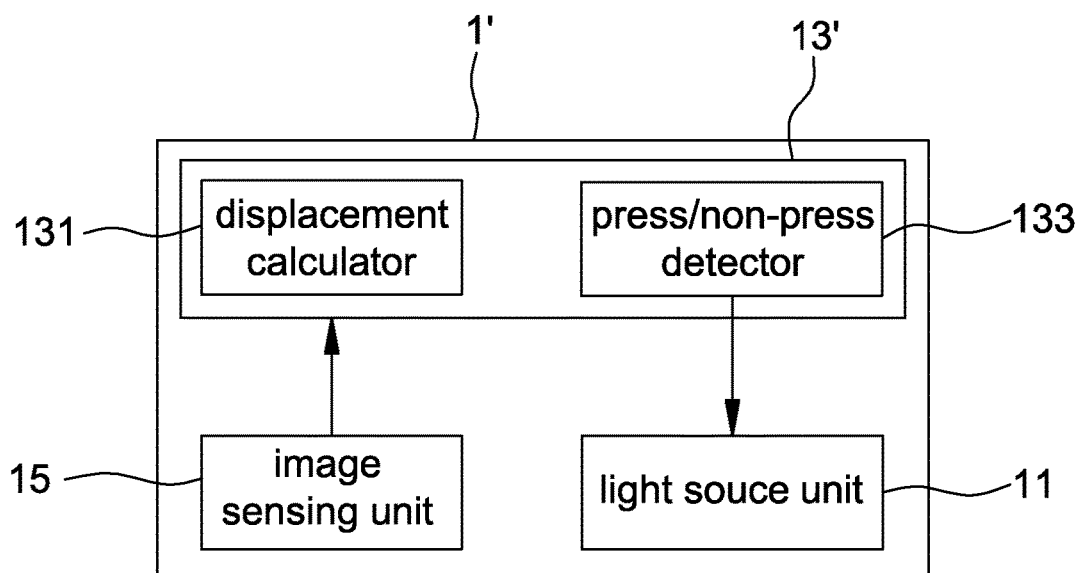 1'
13'
131
displacement
calculator
press/non-press
detector
133
15
image
sensing unit
light souce unit
11